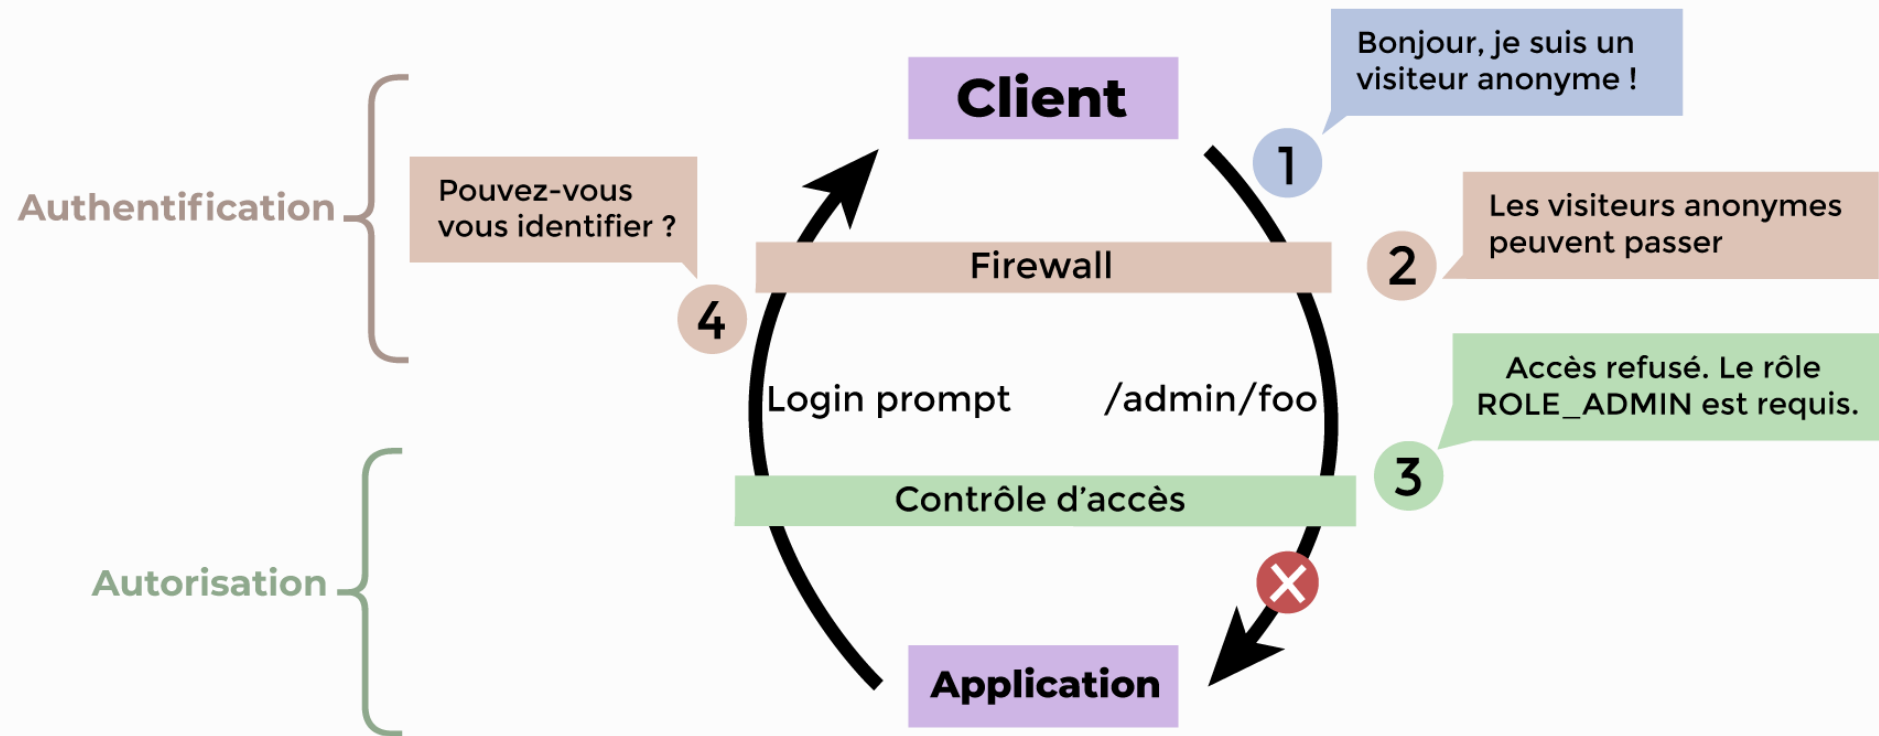 Client
Bonjour, je suis un
visiteur anonyme !
1
Authentification
Pouvez-vous
vous identifier ?
Les visiteurs anonymes
peuvent passer
Firewall
2
4
Accès refusé. Le rôle
ROLE_ADMIN est requis.
Login prompt
/admin/foo
3
Contrôle d’accès
Autorisation
Application